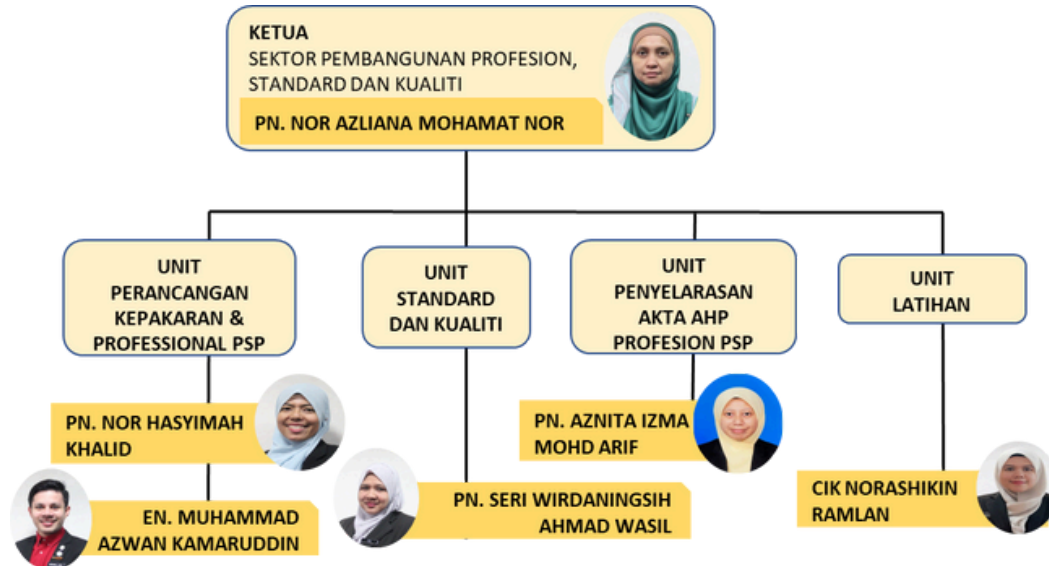 KETUA
SEKTOR PEMBANGUNAN PROFESION,
STANDARD DAN KUALITI
PN. NOR AZLIANA MOHAMAT NOR
UNIT
PERANCANGAN
KEPAKARAN &
PROFESSIONAL PSP
UNIT
STANDARD
DAN KUALITI
UNIT
PENYELARASAN
AKTA AHP
PROFESION PSP
UNIT
LATIHAN
PN. NOR HASYIMAH
KHALID
EN. MUHAMMAD
AZWAN KAMARUDDIN
PN. SERI WIRDANINGSIH
AHMAD WASIL
PN. AZNITA IZMA
MOHD ARIF
CIK NORASHIKIN
RAMLAN